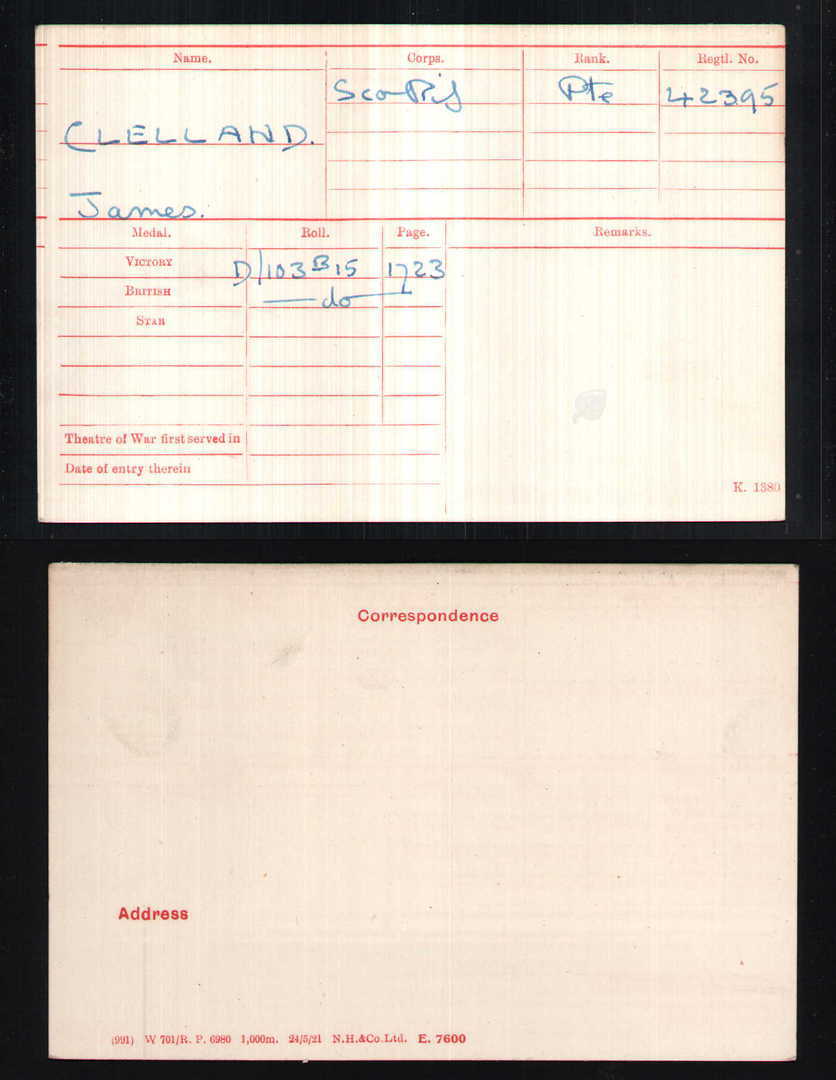 Name. Corps. Rank. Regtl. No.
Sco Rif Pte 42395
CLELLAND.
James.
Medal. Roll. Page. Remarks.
VICTORY D/103 B15 1723
BRITISH — do —
STAR
Theatre of War first served in
Date of entry therein
K. 1380
Correspondence
Address
(991) W 701/R. P. 6980 1,000m. 24/5/21 N.H.&Co.Ltd. E. 7600